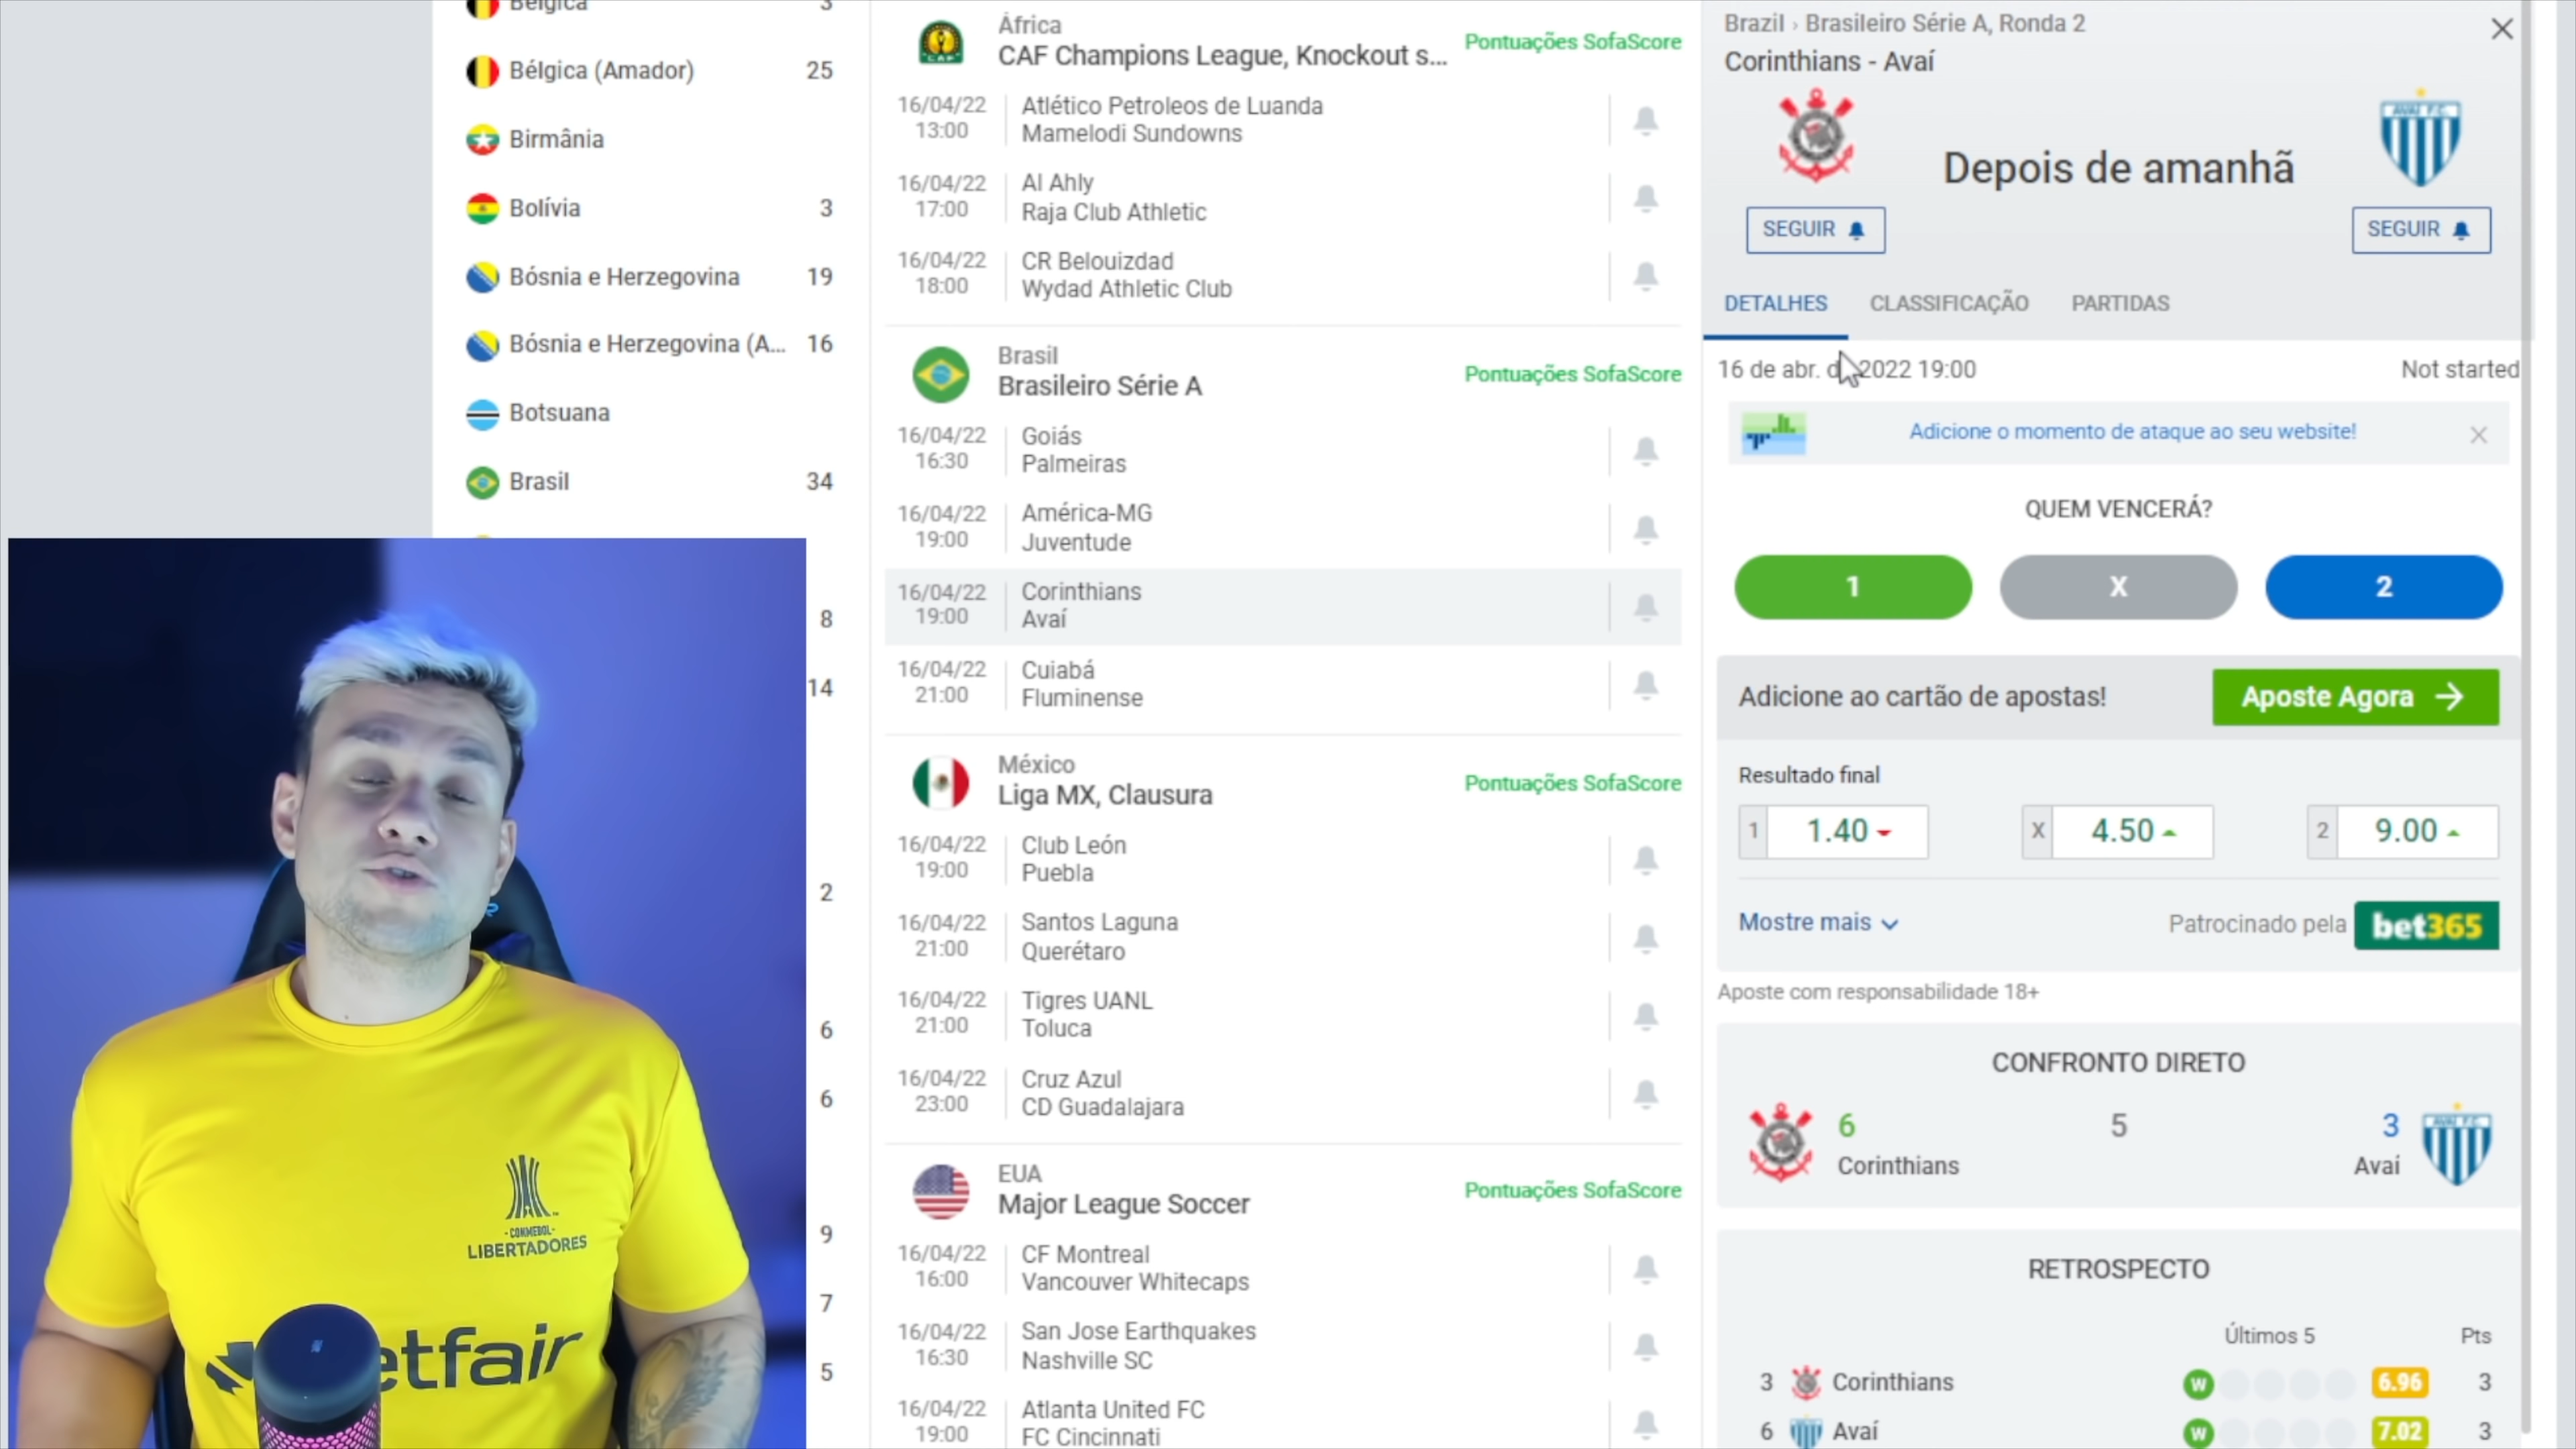 Bélgica 3
Bélgica (Amador) 25
Birmânia
Bolívia 3
Bósnia e Herzegovina 19
Bósnia e Herzegovina (A... 16
Botsuana
Brasil 34
8
14
2
6
6
9
7
5
CONMEBOL
LIBERTADORES
etfair
África
CAF Champions League, Knockout s...
Pontuações SofaScore
16/04/22 Atlético Petroleos de Luanda
13:00 Mamelodi Sundowns
16/04/22 Al Ahly
17:00 Raja Club Athletic
16/04/22 CR Belouizdad
18:00 Wydad Athletic Club
Brasil
Brasileiro Série A
Pontuações SofaScore
16/04/22 Goiás
16:30 Palmeiras
16/04/22 América-MG
19:00 Juventude
16/04/22 Corinthians
19:00 Avaí
16/04/22 Cuiabá
21:00 Fluminense
México
Liga MX, Clausura
Pontuações SofaScore
16/04/22 Club León
19:00 Puebla
16/04/22 Santos Laguna
21:00 Querétaro
16/04/22 Tigres UANL
21:00 Toluca
16/04/22 Cruz Azul
23:00 CD Guadalajara
EUA
Major League Soccer
Pontuações SofaScore
16/04/22 CF Montreal
16:00 Vancouver Whitecaps
16/04/22 San Jose Earthquakes
16:30 Nashville SC
16/04/22 Atlanta United FC
19:00 FC Cincinnati
Brazil › Brasileiro Série A, Ronda 2
Corinthians - Avaí
AVAÍ F.C.
Depois de amanhã
SEGUIR
SEGUIR
DETALHES CLASSIFICAÇÃO PARTIDAS
16 de abr. d 2022 19:00
Not started
Adicione o momento de ataque ao seu website!
QUEM VENCERÁ?
1 X 2
Adicione ao cartão de apostas!
Aposte Agora
Resultado final
1 1.40 X 4.50 2 9.00
Mostre mais
Patrocinado pela bet365
Aposte com responsabilidade 18+
CONFRONTO DIRETO
6 5 3
Corinthians Avaí
RETROSPECTO
Últimos 5 Pts
3 Corinthians W 6.96 3
6 Avaí W 7.02 3